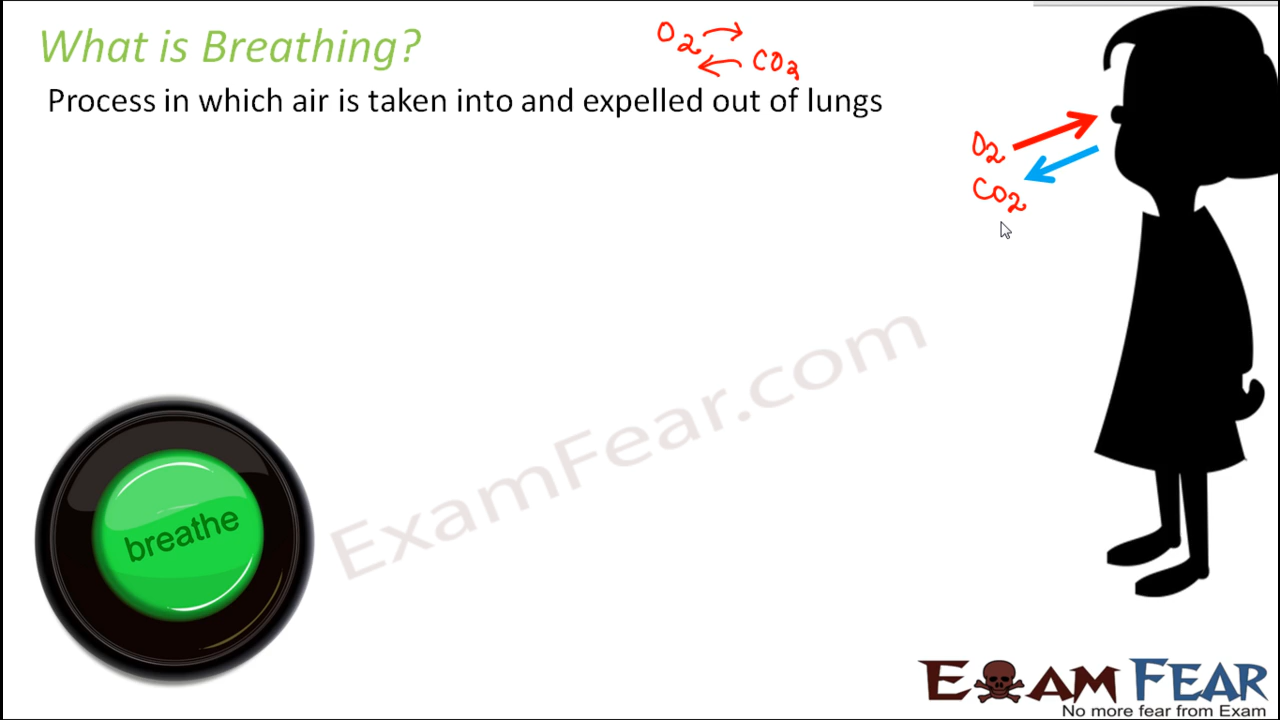 What is Breathing?
O2 → ← CO2
Process in which air is taken into and expelled out of lungs
O2
CO2
ExamFear.com
breathe
EXAM FEAR
No more fear from Exam